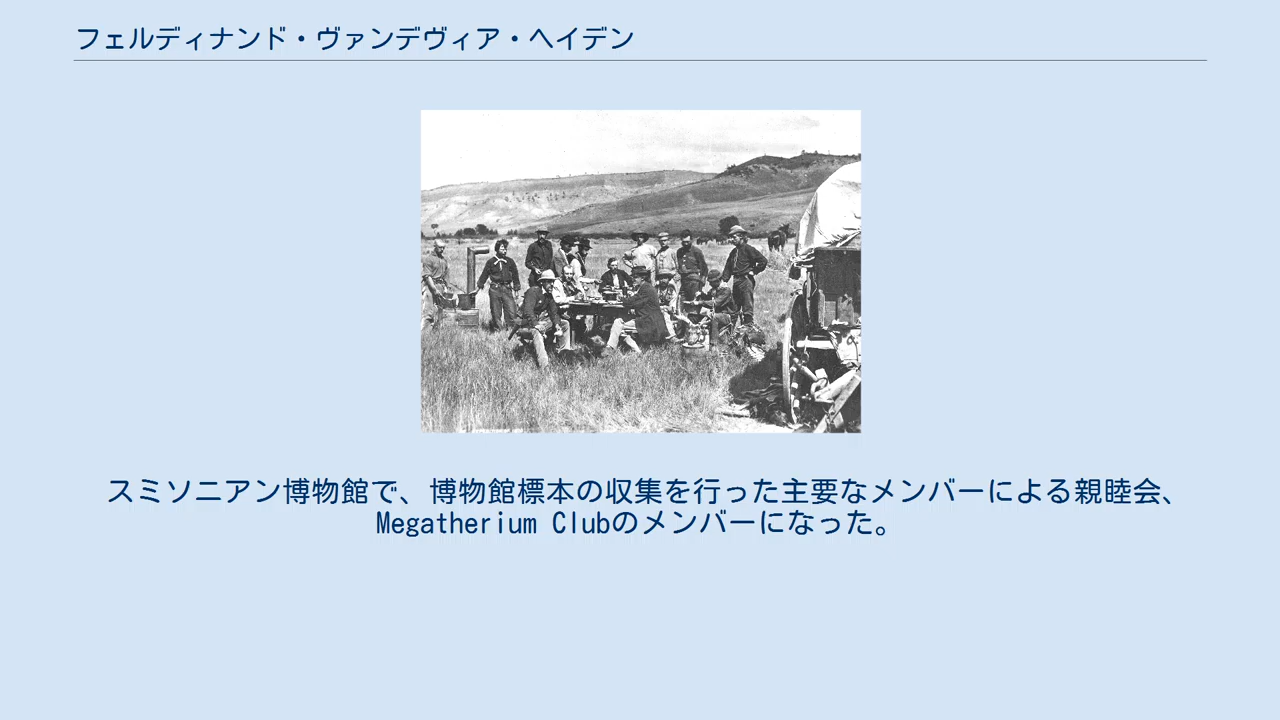 フェルディナンド・ヴァンデヴィア・ヘイデン
スミソニアン博物館で、博物館標本の収集を行った主要なメンバーによる親睦会、
Megatherium Clubのメンバーになった。